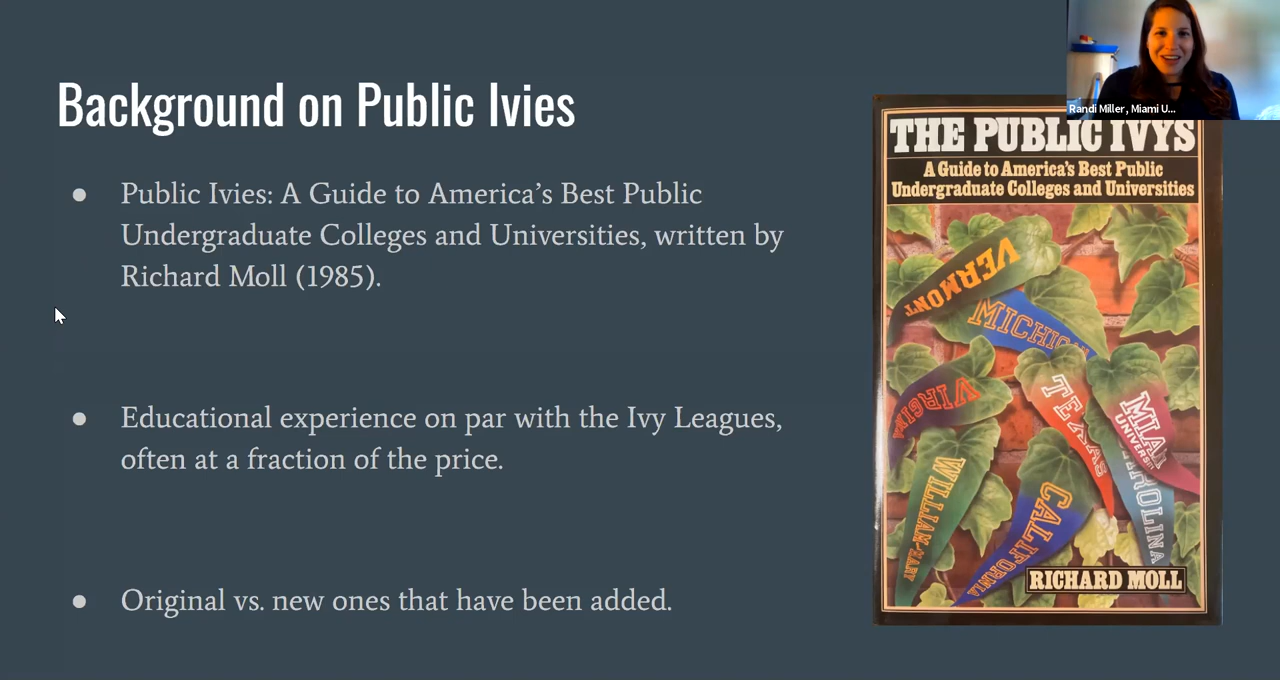 Background on Public Ivies
● Public Ivies: A Guide to America's Best Public
Undergraduate Colleges and Universities, written by
Richard Moll (1985).
● Educational experience on par with the Ivy Leagues,
often at a fraction of the price.
● Original vs. new ones that have been added.
Randi Miller, Miami U...
THE PUBLIC IVYS
A Guide to America's Best Public
Undergraduate Colleges and Universities
VERMONT
MICHIGAN
VIRGINIA
TEXAS
MIAMI
UNIVERSITY
WILLIAM & MARY
CALIFORNIA
ROLINA
RICHARD MOLL